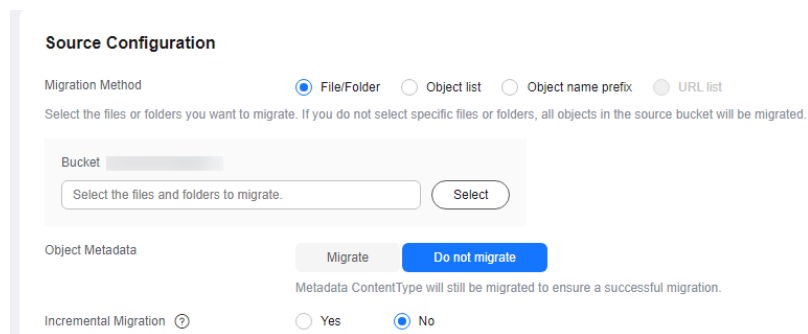 Source Configuration
Migration Method File/Folder Object list Object name prefix URL list
Select the files or folders you want to migrate. If you do not select specific files or folders, all objects in the source bucket will be migrated.
Bucket
Select the files and folders to migrate. Select
Object Metadata Migrate Do not migrate
Metadata ContentType will still be migrated to ensure a successful migration.
Incremental Migration ? Yes No